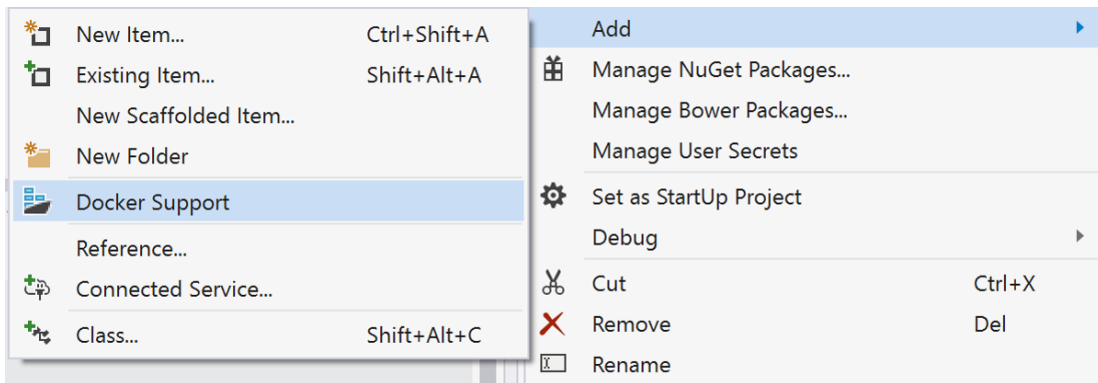 New Item... Ctrl+Shift+A
Existing Item... Shift+Alt+A
New Scaffolded Item...
New Folder
Docker Support
Reference...
Connected Service...
Class... Shift+Alt+C
Add
Manage NuGet Packages...
Manage Bower Packages...
Manage User Secrets
Set as StartUp Project
Debug
Cut Ctrl+X
Remove Del
Rename